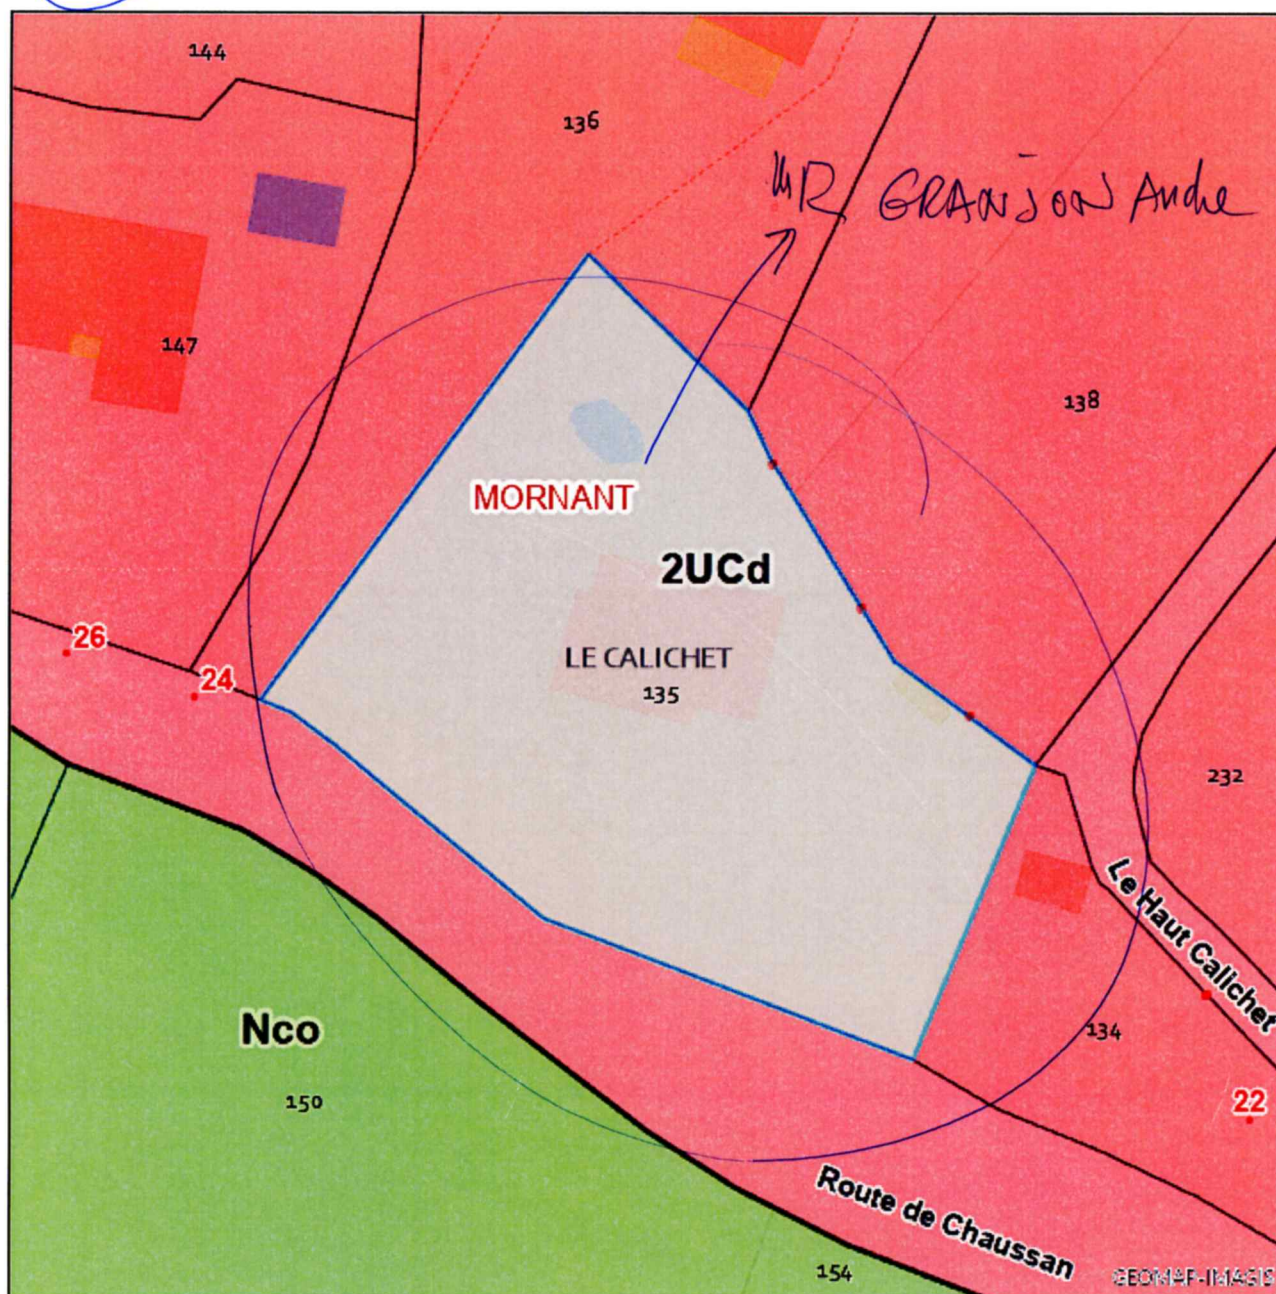 144
136
MR GRANJON Andre
147
138
MORNANT
2UCd
26
LE CALICHET
24
135
232
Le Haut Calichet
Nco
134
150
22
Route de Chaussan
154
GEOMAP-IMAGIS